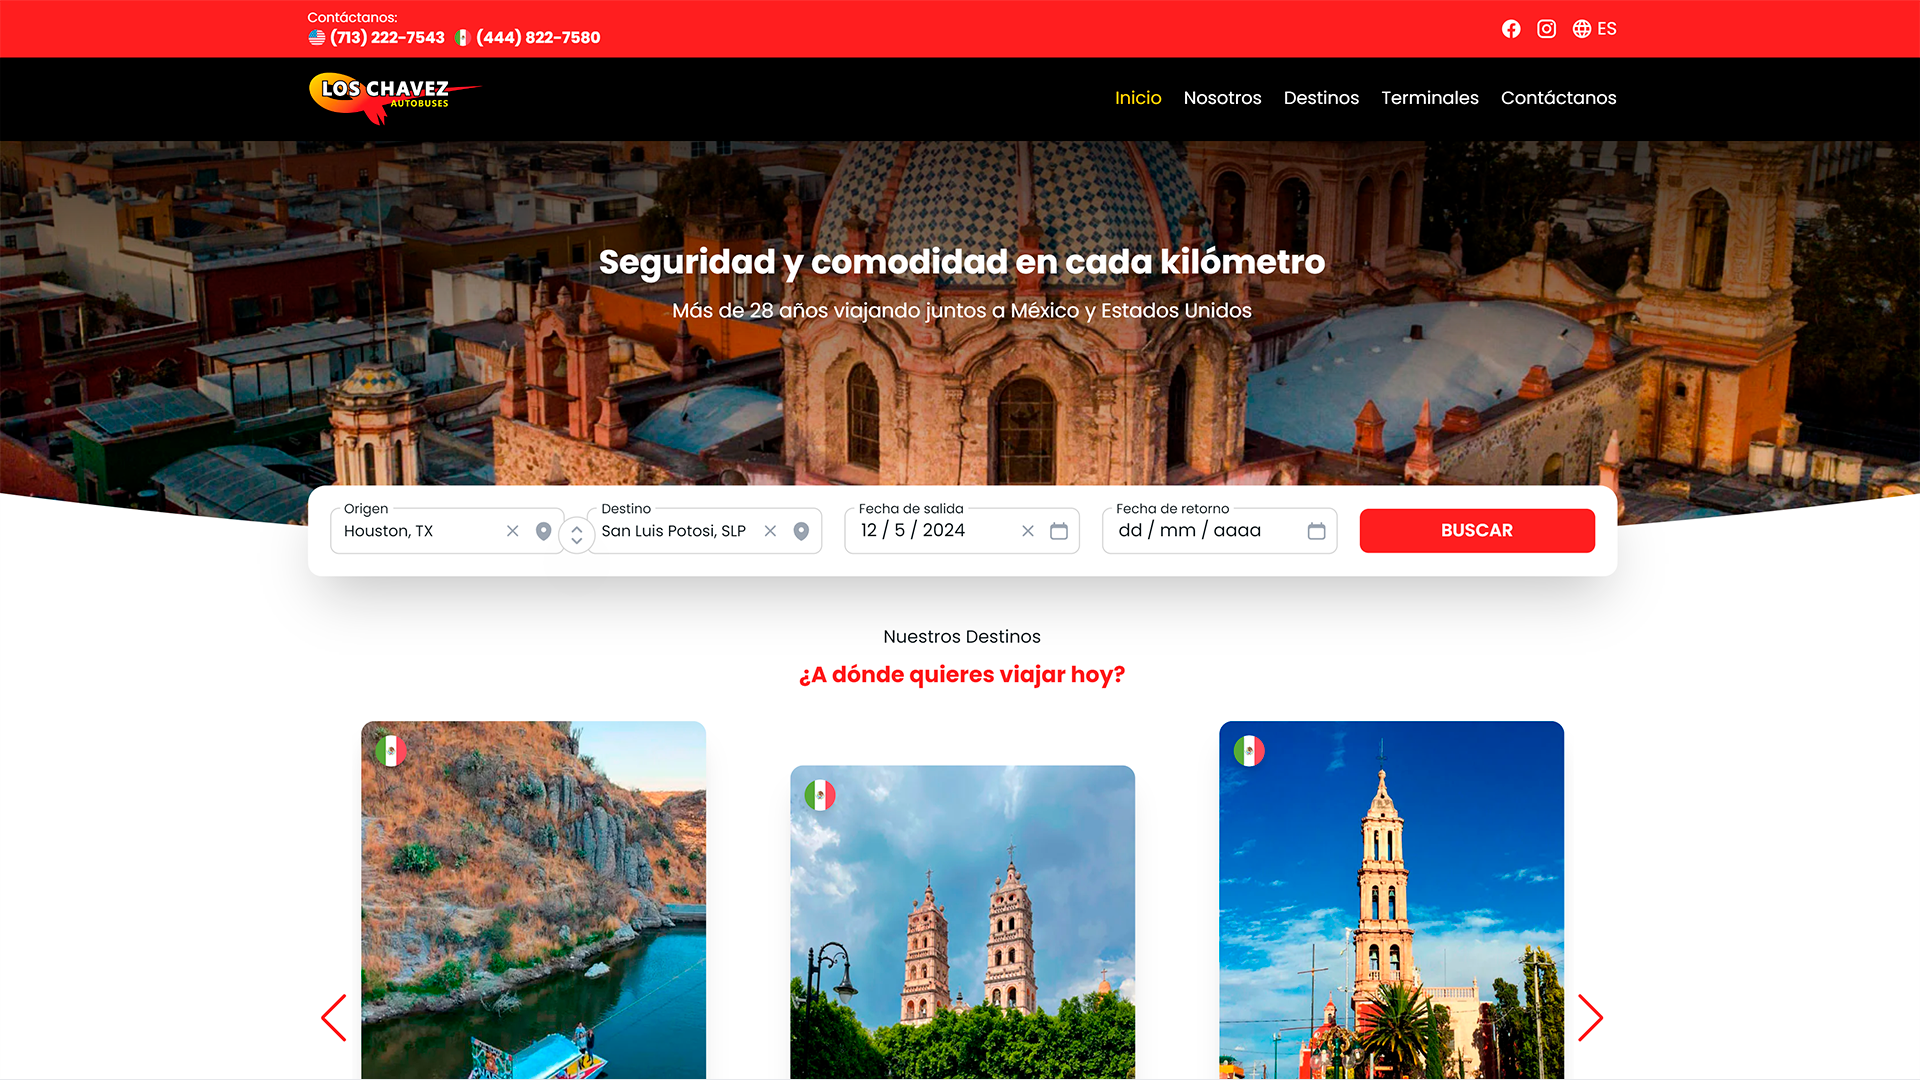 Contáctanos:
(713) 222-7543 (444) 822-7580
ES
LOS CHAVEZ
AUTOBUSES
Inicio Nosotros Destinos Terminales Contáctanos
Seguridad y comodidad en cada kilómetro
Más de 28 años viajando juntos a México y Estados Unidos
Origen
Houston, TX
Destino
San Luis Potosi, SLP
Fecha de salida
12 / 5 / 2024
Fecha de retorno
dd / mm / aaaa
BUSCAR
Nuestros Destinos
¿A dónde quieres viajar hoy?